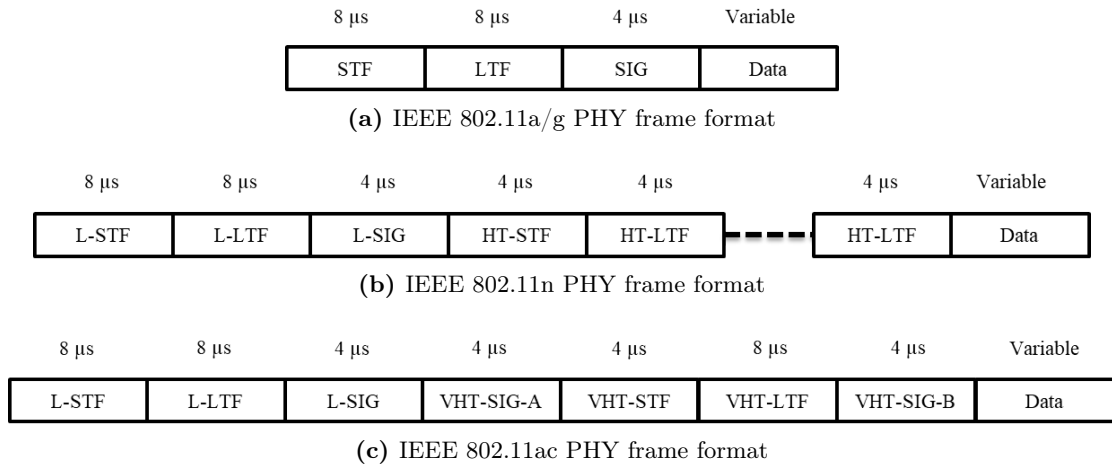 8 µs 8 µs 4 µs Variable
STF LTF SIG Data
(a) IEEE 802.11a/g PHY frame format
8 µs 8 µs 4 µs 4 µs 4 µs 4 µs Variable
L-STF L-LTF L-SIG HT-STF HT-LTF HT-LTF Data
(b) IEEE 802.11n PHY frame format
8 µs 8 µs 4 µs 4 µs 4 µs 8 µs 4 µs Variable
L-STF L-LTF L-SIG VHT-SIG-A VHT-STF VHT-LTF VHT-SIG-B Data
(c) IEEE 802.11ac PHY frame format